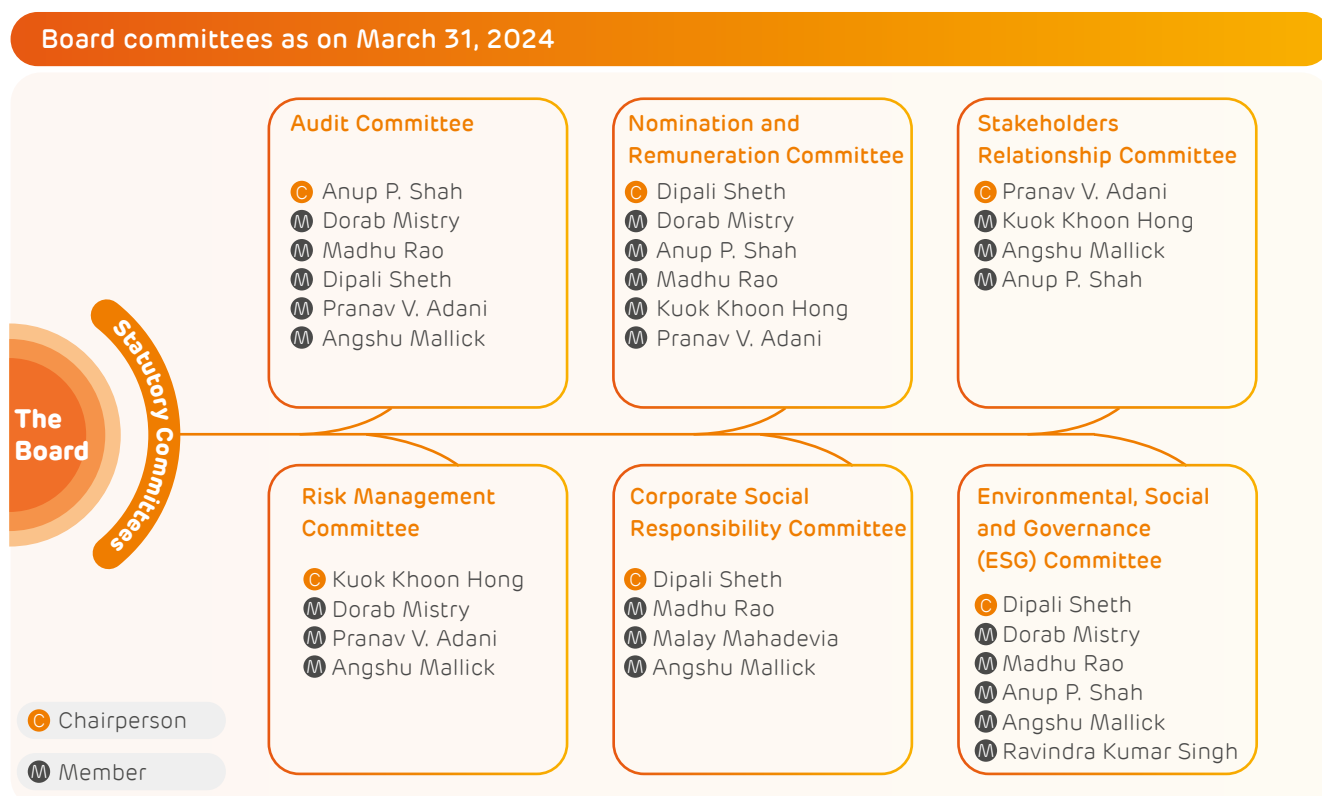 Board committees as on March 31, 2024
Audit Committee
C Anup P. Shah
M Dorab Mistry
M Madhu Rao
M Dipali Sheth
M Pranav V. Adani
M Angshu Mallick
Nomination and
Remuneration Committee
C Dipali Sheth
M Dorab Mistry
M Anup P. Shah
M Madhu Rao
M Kuok Khoon Hong
M Pranav V. Adani
Stakeholders
Relationship Committee
C Pranav V. Adani
M Kuok Khoon Hong
M Angshu Mallick
M Anup P. Shah
The
Board
Statutory Committees
Risk Management
Committee
C Kuok Khoon Hong
M Dorab Mistry
M Pranav V. Adani
M Angshu Mallick
Corporate Social
Responsibility Committee
C Dipali Sheth
M Madhu Rao
M Malay Mahadevia
M Angshu Mallick
Environmental, Social
and Governance
(ESG) Committee
C Dipali Sheth
M Dorab Mistry
M Madhu Rao
M Anup P. Shah
M Angshu Mallick
M Ravindra Kumar Singh
C Chairperson
M Member